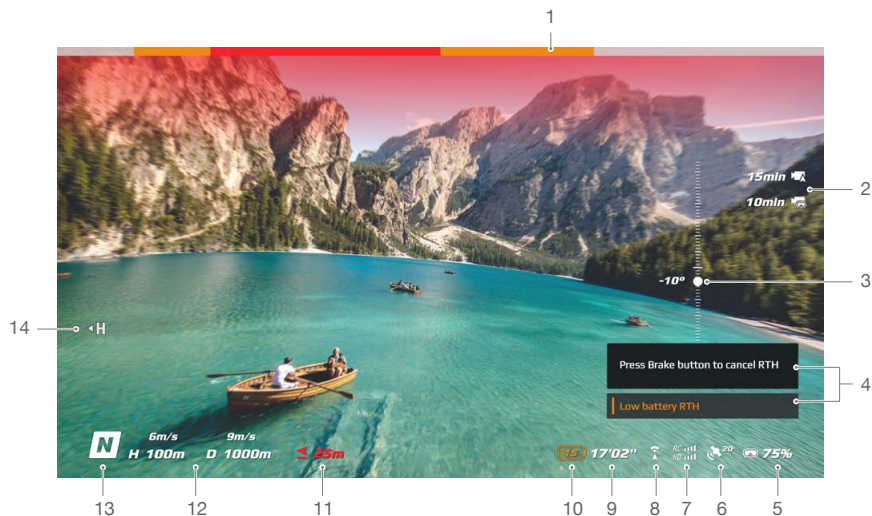 1
15min
10min
2
-10°
3
14
H
Press Brake button to cancel RTH
Low battery RTH
4
6m/s 9m/s
N H 100m D 1000m 25m
15 17'02" RC HD 20 75%
13 12 11 10 9 8 7 6 5